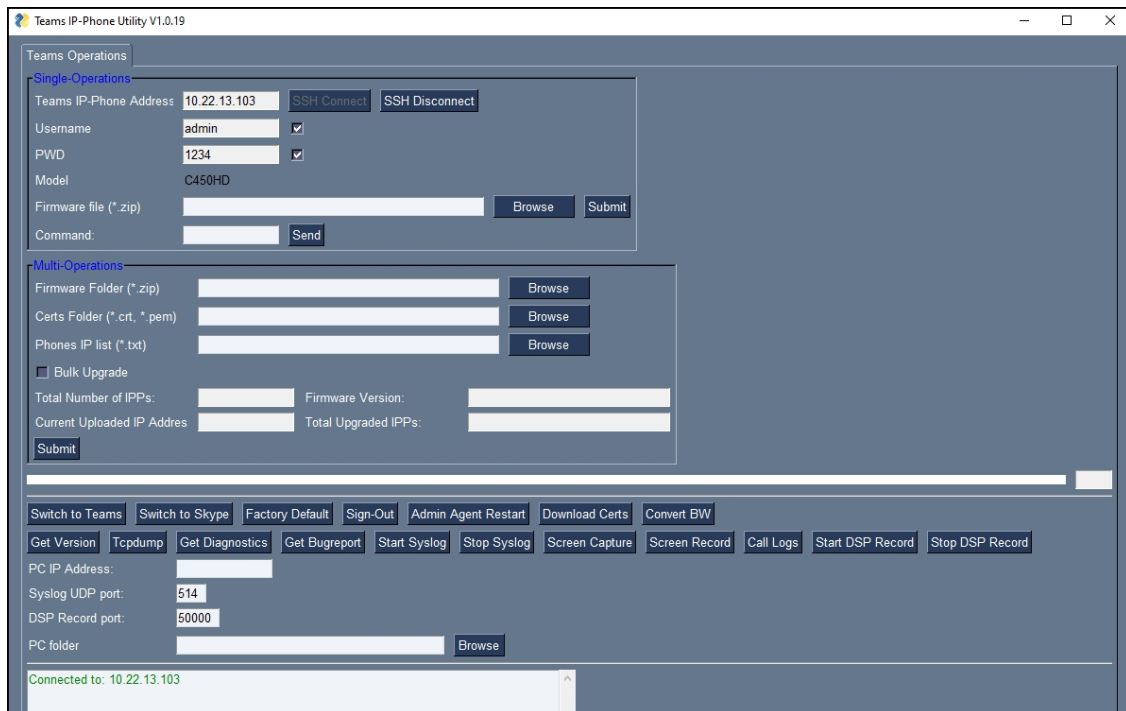 Teams IP-Phone Utility V1.0.19
Teams Operations
Single-Operations
Teams IP-Phone Address 10.22.13.103 SSH Connect SSH Disconnect
Username admin
PWD 1234
Model C450HD
Firmware file (*.zip) Browse Submit
Command: Send
Multi-Operations
Firmware Folder (*.zip) Browse
Certs Folder (*.crt, *.pem) Browse
Phones IP list (*.txt) Browse
Bulk Upgrade
Total Number of IPPs: Firmware Version:
Current Uploaded IP Addres Total Upgraded IPPs:
Submit
Switch to Teams Switch to Skype Factory Default Sign-Out Admin Agent Restart Download Certs Convert BW
Get Version Tcpdump Get Diagnostics Get Bugreport Start Syslog Stop Syslog Screen Capture Screen Record Call Logs Start DSP Record Stop DSP Record
PC IP Address:
Syslog UDP port: 514
DSP Record port: 50000
PC folder Browse
Connected to: 10.22.13.103